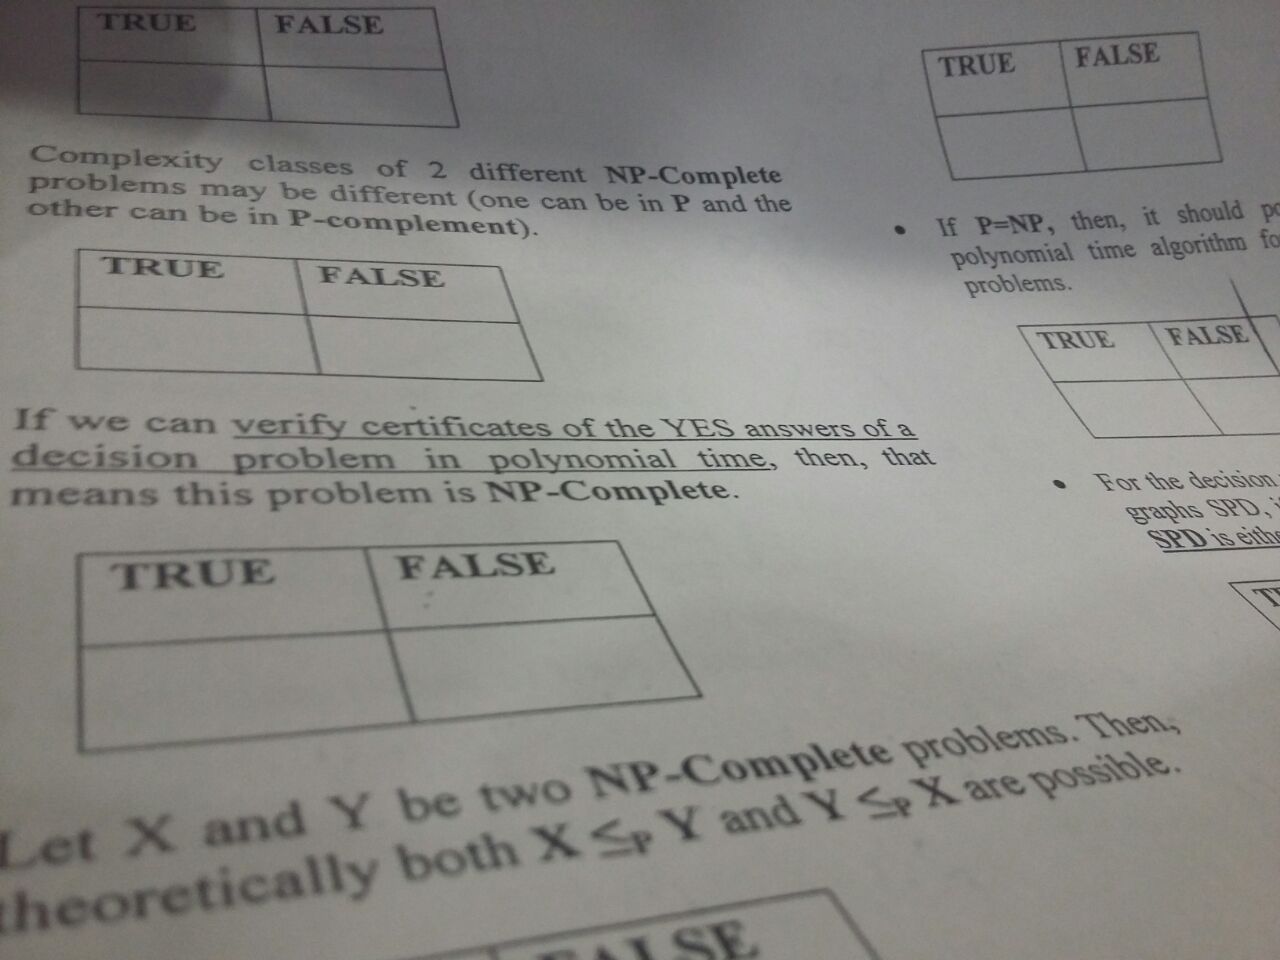 TRUE FALSE
Complexity classes of 2 different NP-Complete
problems may be different (one can be in P and the
other can be in P-complement).
TRUE FALSE
If we can verify certificates of the YES answers of a
decision problem in polynomial time, then, that
means this problem is NP-Complete.
TRUE FALSE
Let X and Y be two NP-Complete problems. Then,
theoretically both X ≤P Y and Y ≤P X are possible.
FALSE
TRUE FALSE
• If P=NP, then, it should
polynomial time algorithm
problems.
TRUE FALSE
• For the decision
graphs SPD,
SPD is